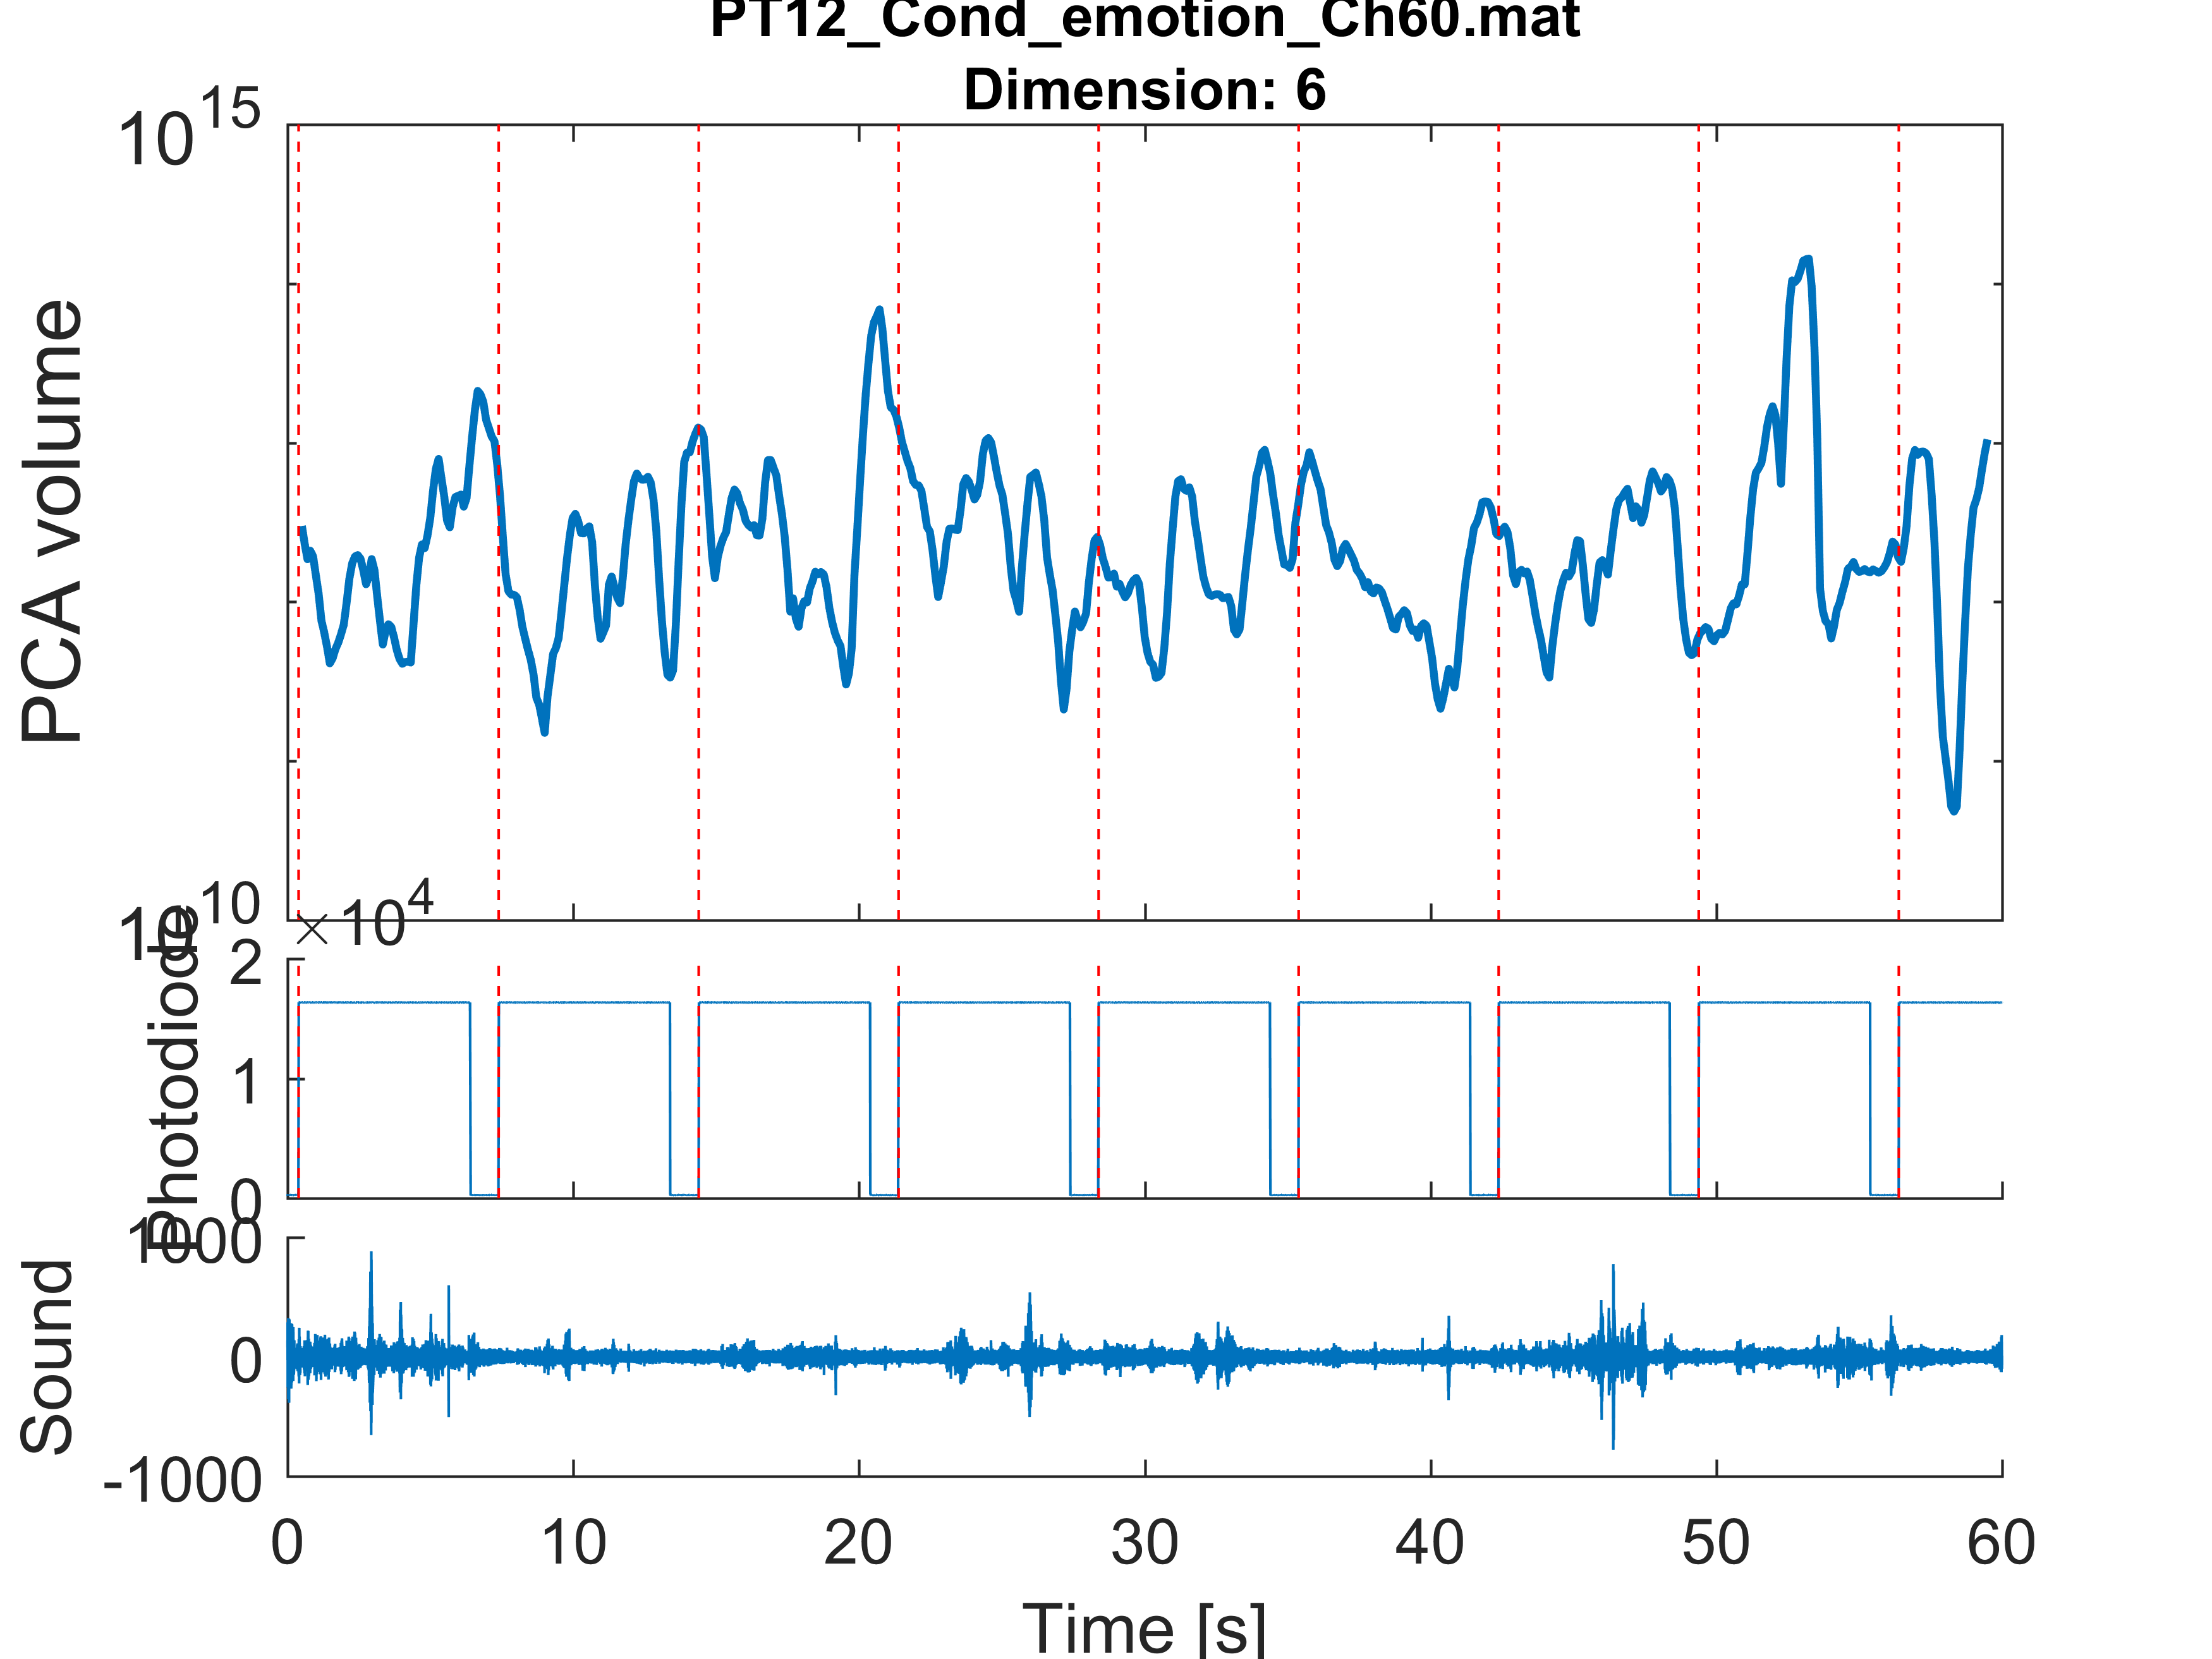 PT12_Cond_emotion_Ch60.mat
Dimension: 6
10^15
PCA volume
10^10
×10^4
2
1
0
Photodiode
1000
0
-1000
Sound
0 10 20 30 40 50 60
Time [s]